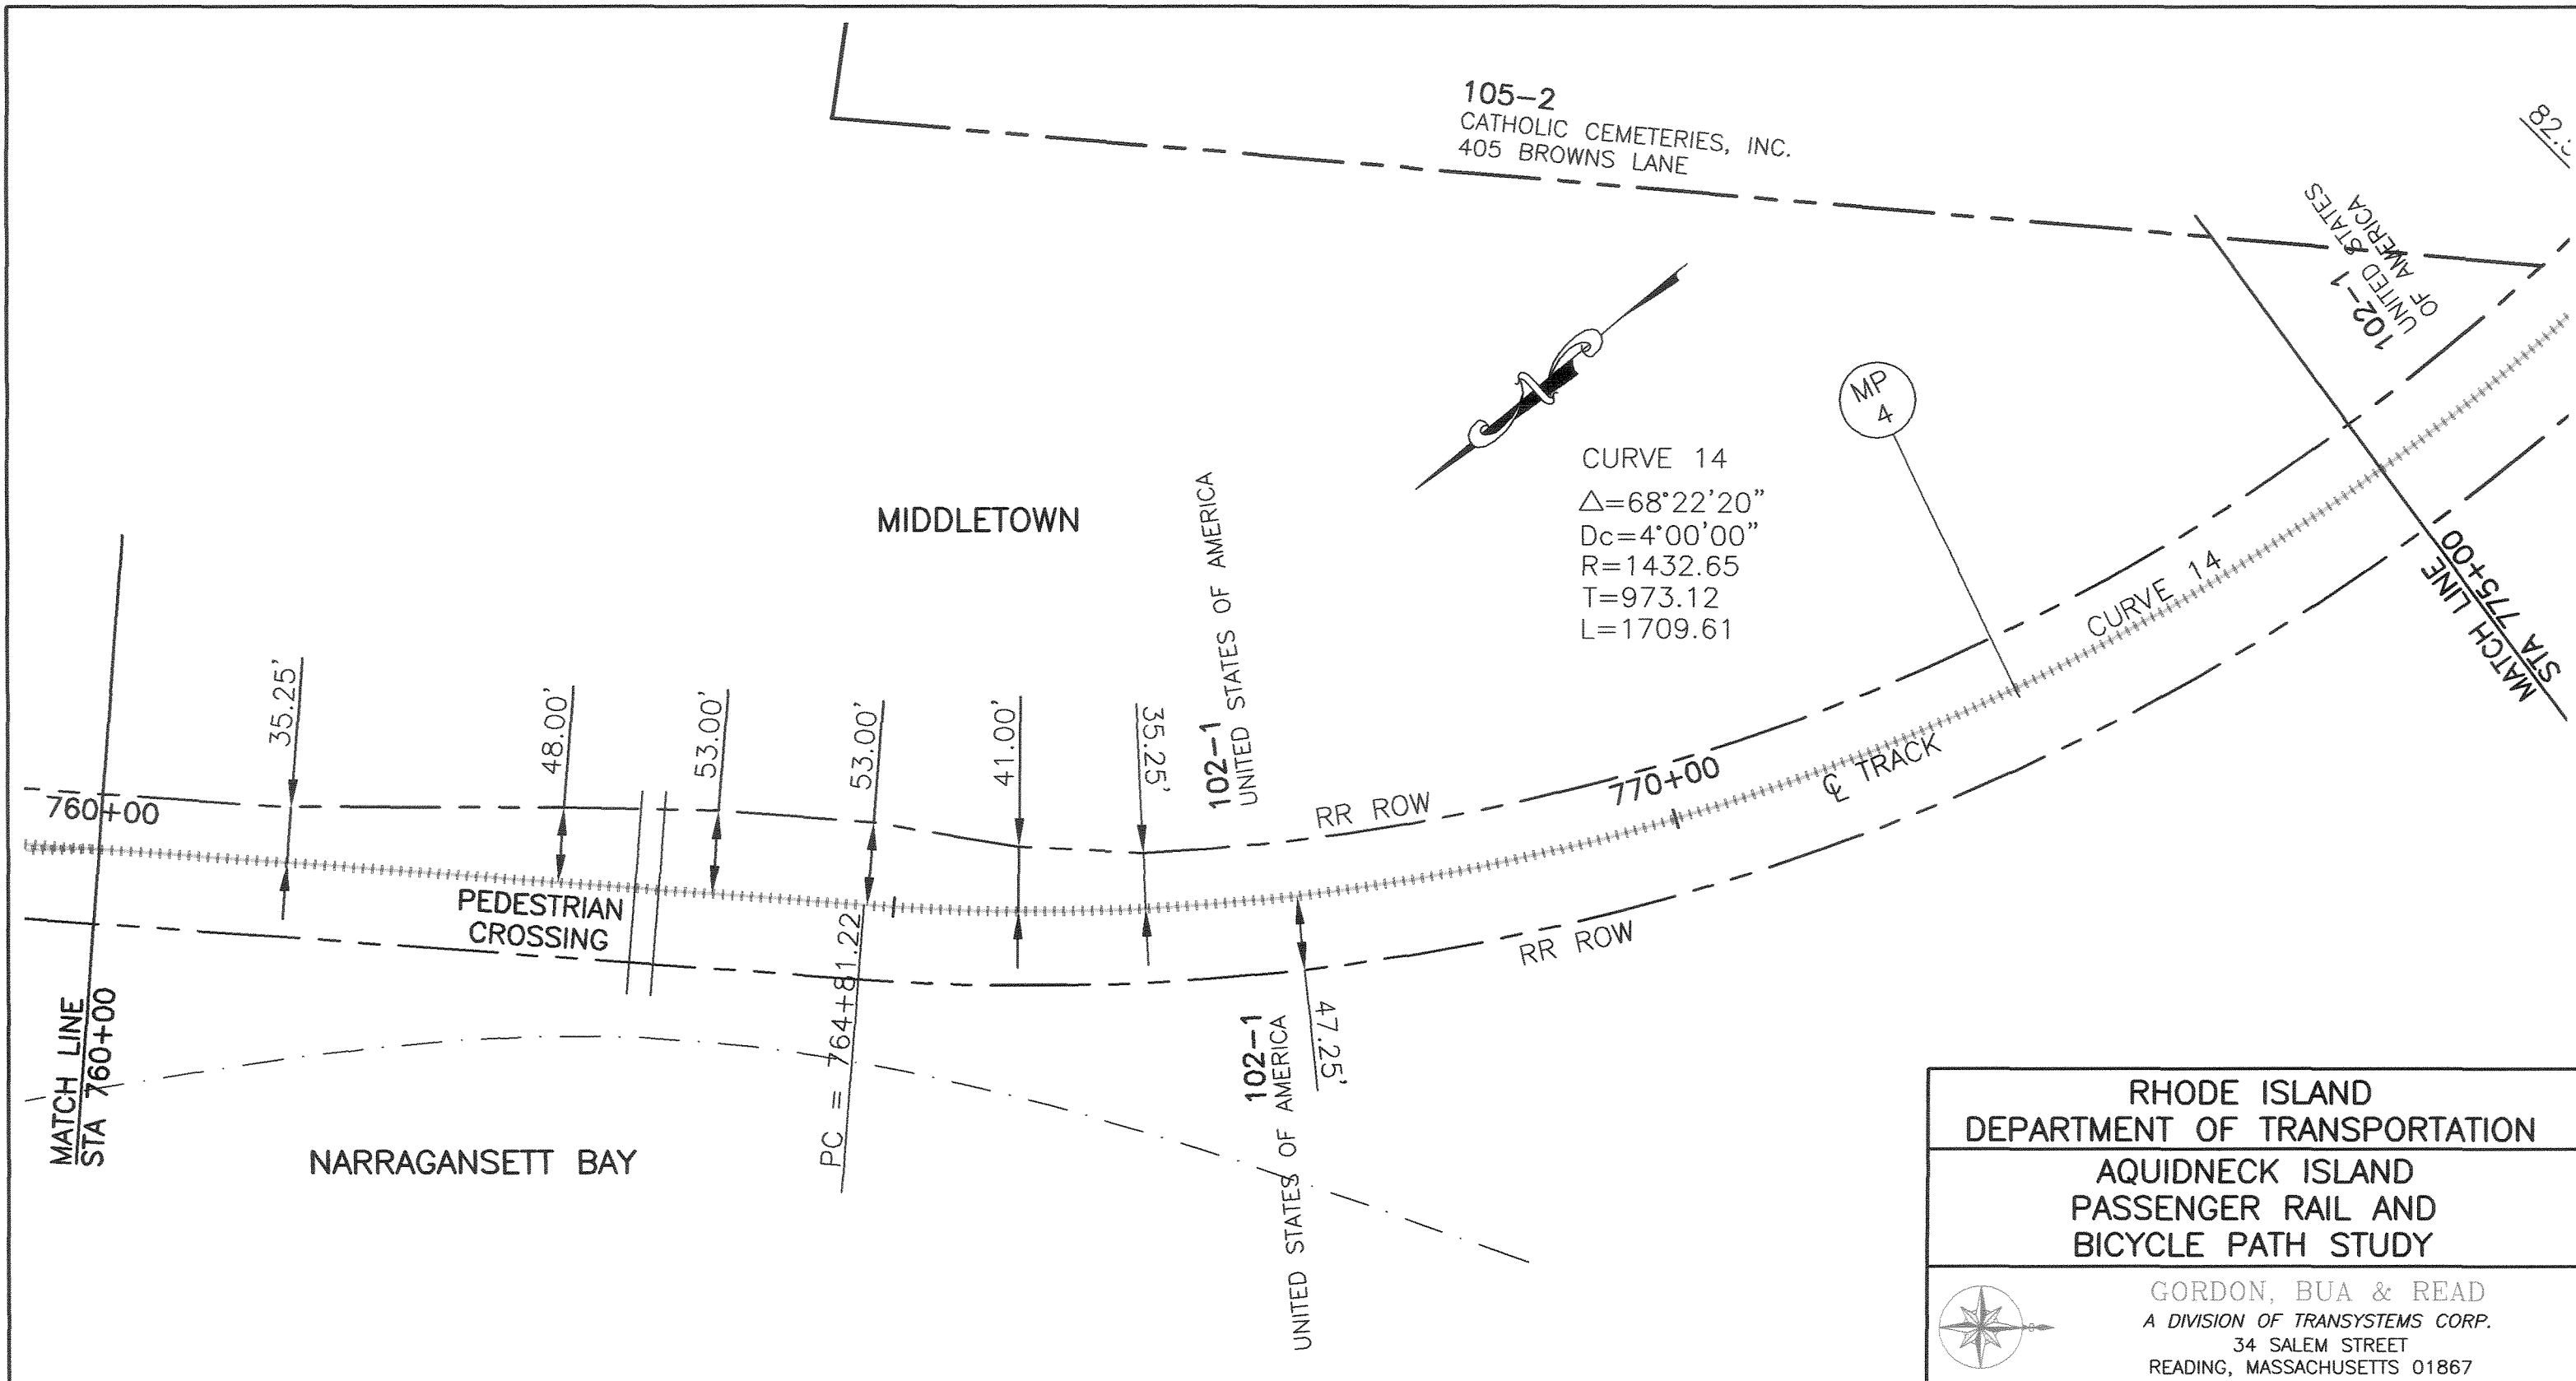 105-2
CATHOLIC CEMETERIES, INC.
405 BROWNS LANE
102-1
UNITED STATES
OF AMERICA
MP
4
CURVE 14
△=68°22'20"
Dc=4°00'00"
R=1432.65
T=973.12
L=1709.61
MIDDLETOWN
35.25'
48.00'
53.00'
53.00'
41.00'
35.25'
102-1
UNITED STATES OF AMERICA
760+00
RR ROW
770+00
℄ TRACK
CURVE 14
MATCH LINE
STA 775+00
PEDESTRIAN
CROSSING
PC = 764+81.22
RR ROW
47.25'
102-1
UNITED STATES OF AMERICA
MATCH LINE
STA 760+00
NARRAGANSETT BAY
RHODE ISLAND
DEPARTMENT OF TRANSPORTATION
AQUIDNECK ISLAND
PASSENGER RAIL AND
BICYCLE PATH STUDY
GORDON, BUA & READ
A DIVISION OF TRANSYSTEMS CORP.
34 SALEM STREET
READING, MASSACHUSETTS 01867